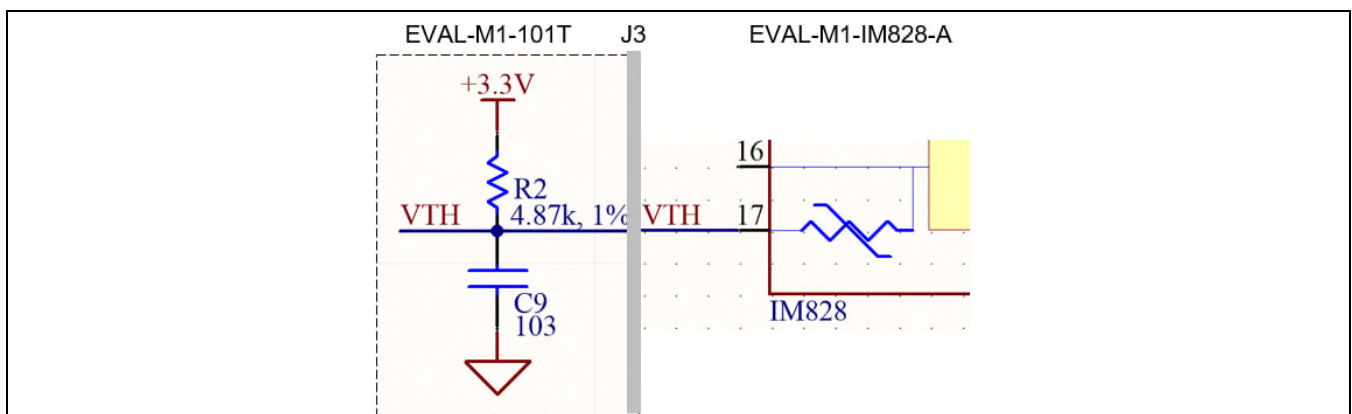 EVAL-M1-101T J3 EVAL-M1-IM828-A
+3.3V
16
R2
VTH 4.87k, 1% VTH 17
C9
103
IM828